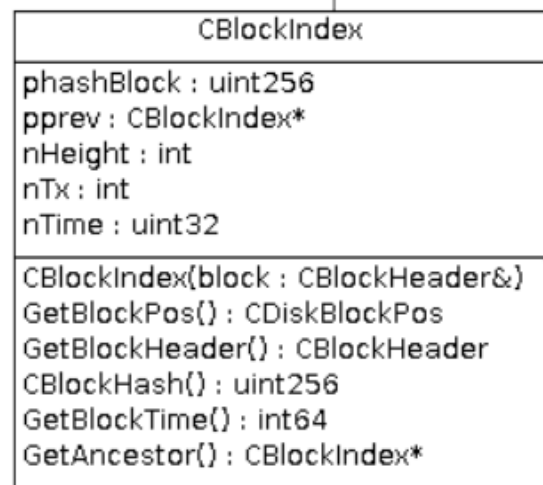 CBlockIndex
phashBlock : uint256
pprev : CBlockIndex*
nHeight : int
nTx : int
nTime : uint32
CBlockIndex(block : CBlockHeader&)
GetBlockPos() : CDiskBlockPos
GetBlockHeader() : CBlockHeader
CBlockHash() : uint256
GetBlockTime() : int64
GetAncestor() : CBlockIndex*